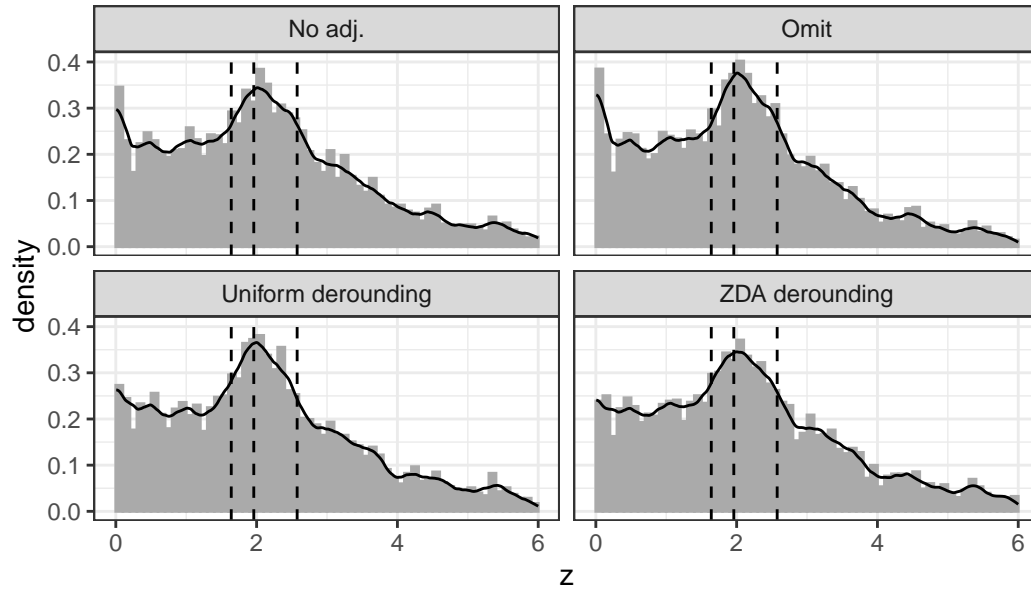 No adj.
Omit
0.4
0.3
0.2
0.1
0.0
density
Uniform derounding
ZDA derounding
0.4
0.3
0.2
0.1
0.0
0 2 4 6 0 2 4 6
z